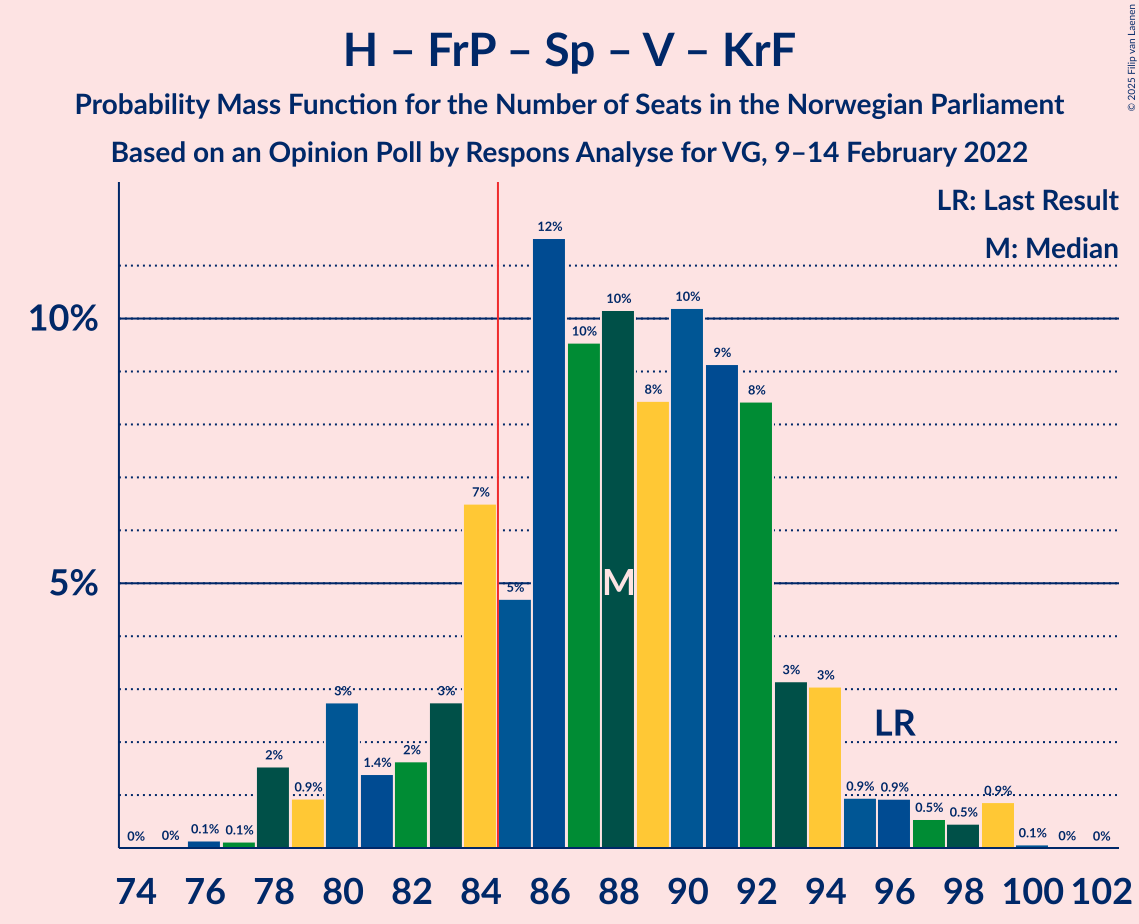 H – FrP – Sp – V – KrF
Probability Mass Function for the Number of Seats in the Norwegian Parliament
Based on an Opinion Poll by Respons Analyse for VG, 9–14 February 2022
© 2025 Filip van Laenen
LR: Last Result
M: Median
10%
5%
0% 0% 0.1% 0.1% 2% 0.9% 3% 1.4% 2% 3% 7% 5% 12% 10% 10% 8% 10% 9% 8% 3% 3% 0.9% 0.9% 0.5% 0.5% 0.9% 0.1% 0% 0%
M
LR
74 76 78 80 82 84 86 88 90 92 94 96 98 100 102